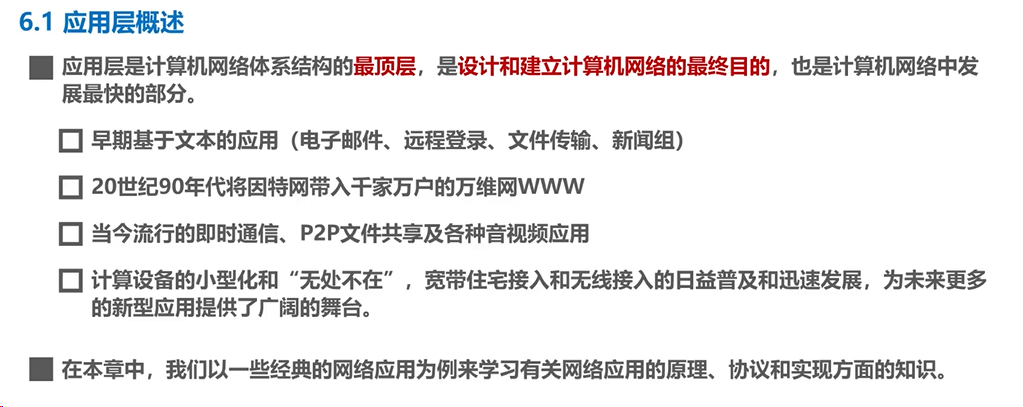 6.1 应用层概述
应用层是计算机网络体系结构的最顶层，是设计和建立计算机网络的最终目的，也是计算机网络中发
展最快的部分。
早期基于文本的应用（电子邮件、远程登录、文件传输、新闻组）
20世纪90年代将因特网带入千家万户的万维网WWW
当今流行的即时通信、P2P文件共享及各种音视频应用
计算设备的小型化和“无处不在”，宽带住宅接入和无线接入的日益普及和迅速发展，为未来更多
的新型应用提供了广阔的舞台。
在本章中，我们以一些经典的网络应用为例来学习有关网络应用的原理、协议和实现方面的知识。